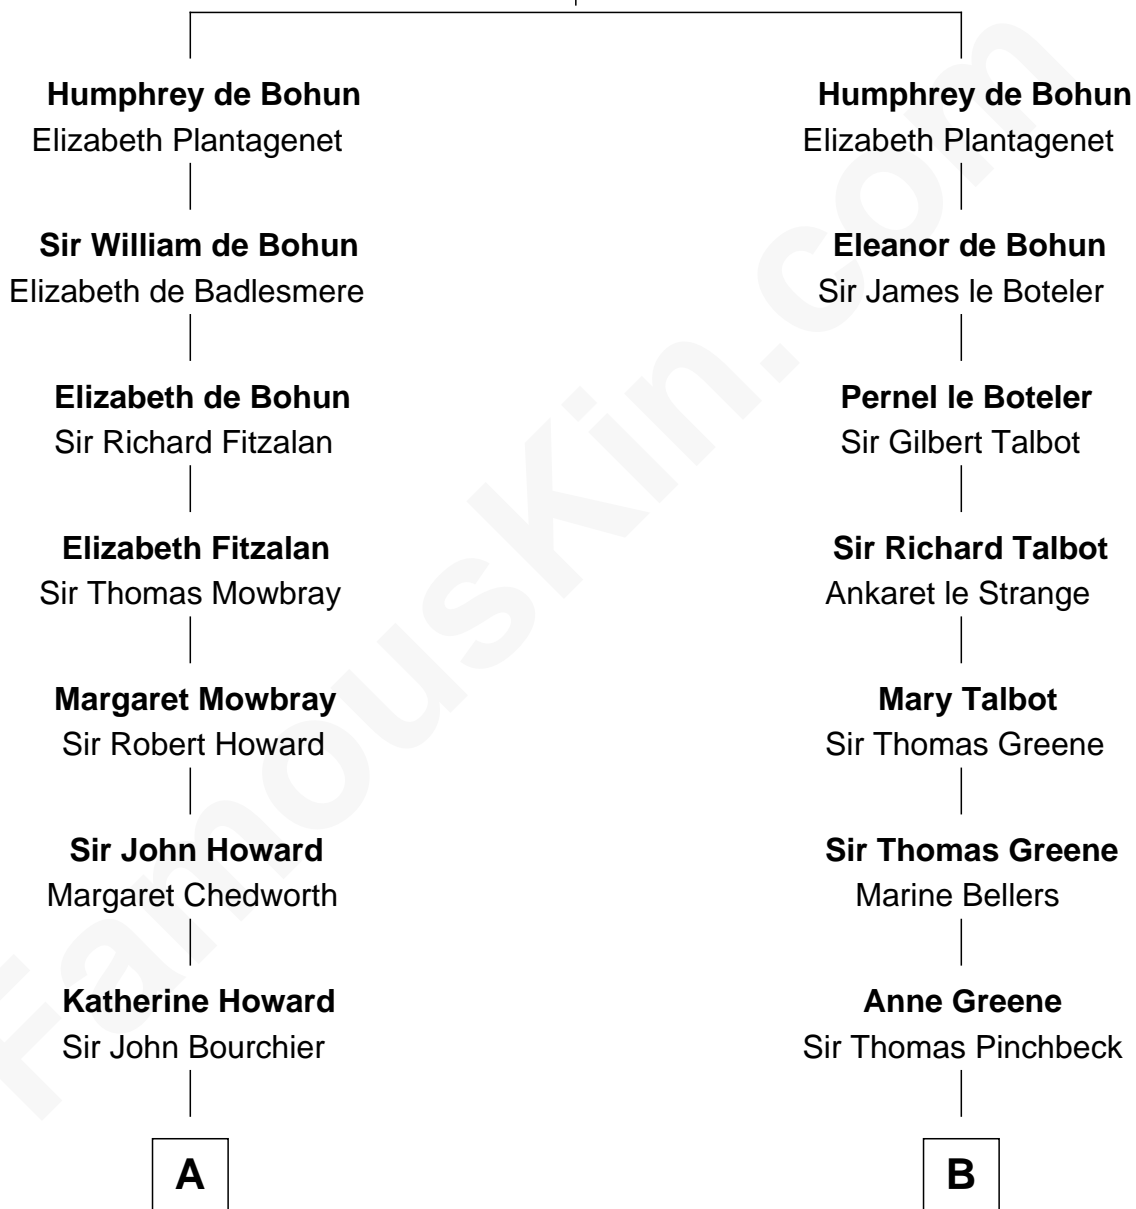 Humphrey de Bohun
Elizabeth Plantagenet
Sir William de Bohun
Elizabeth de Badlesmere
Elizabeth de Bohun
Sir Richard Fitzalan
Elizabeth Fitzalan
Sir Thomas Mowbray
Margaret Mowbray
Sir Robert Howard
Sir John Howard
Margaret Chedworth
Katherine Howard
Sir John Bourchier
A
Humphrey de Bohun
Elizabeth Plantagenet
Eleanor de Bohun
Sir James le Boteler
Pernel le Boteler
Sir Gilbert Talbot
Sir Richard Talbot
Ankaret le Strange
Mary Talbot
Sir Thomas Greene
Sir Thomas Greene
Marine Bellers
Anne Greene
Sir Thomas Pinchbeck
B
FamousKin.com